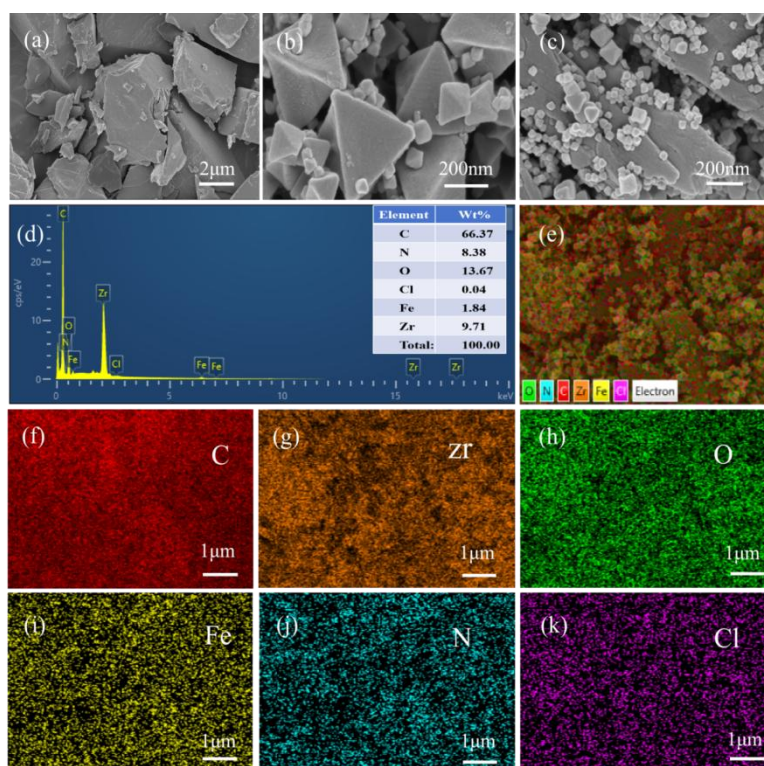 (a)
2μm
(b)
200nm
(c)
200nm
(d)
C
20
10
0
cps/eV
O
N
Fe
Zr
Cl
Fe
Fe
Zr
Zr
0
5
10
15
keV
Element Wt%
C 66.37
N 8.38
O 13.67
Cl 0.04
Fe 1.84
Zr 9.71
Total: 100.00
(e)
O N C Zr Fe Cl Electron
(f)
C
1μm
(g)
zr
1μm
(h)
O
1μm
(i)
Fe
1μm
(j)
N
1μm
(k)
Cl
1μm